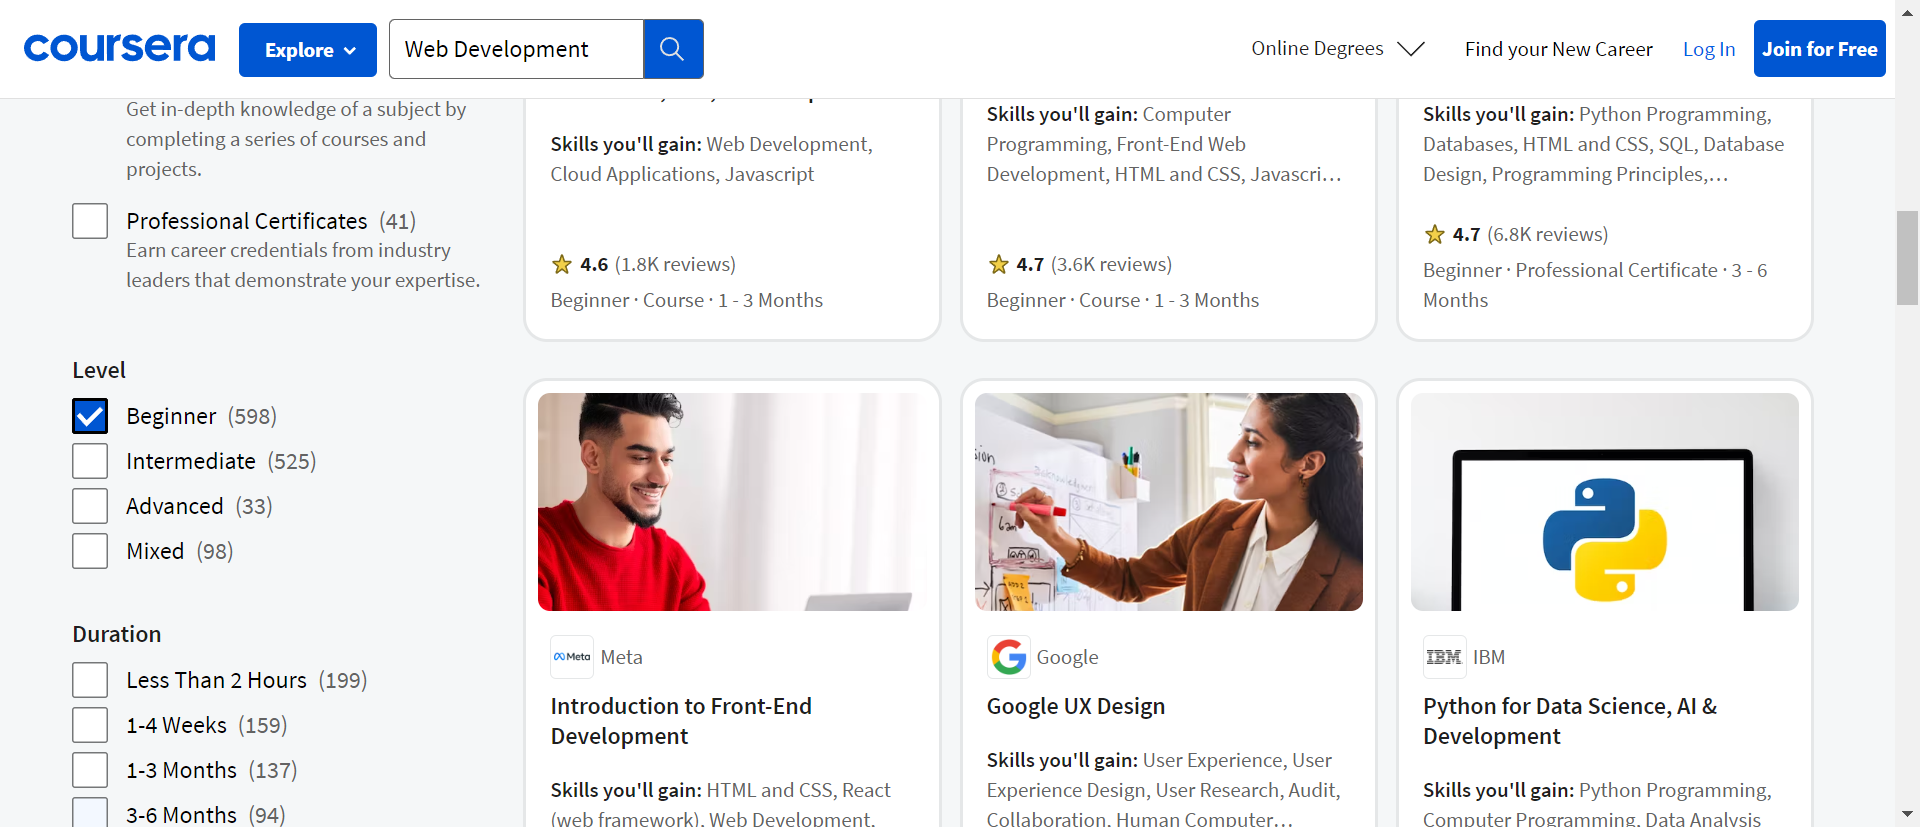 coursera
Explore
Web Development
Online Degrees
Find your New Career
Log In
Join for Free
Get in-depth knowledge of a subject by
completing a series of courses and
projects.
Professional Certificates (41)
Earn career credentials from industry
leaders that demonstrate your expertise.
Level
Beginner (598)
Intermediate (525)
Advanced (33)
Mixed (98)
Duration
Less Than 2 Hours (199)
1-4 Weeks (159)
1-3 Months (137)
3-6 Months (94)
Skills you'll gain: Web Development,
Cloud Applications, Javascript
4.6 (1.8K reviews)
Beginner · Course · 1 - 3 Months
Skills you'll gain: Computer
Programming, Front-End Web
Development, HTML and CSS, Javascri...
4.7 (3.6K reviews)
Beginner · Course · 1 - 3 Months
Skills you'll gain: Python Programming,
Databases, HTML and CSS, SQL, Database
Design, Programming Principles,...
4.7 (6.8K reviews)
Beginner · Professional Certificate · 3 - 6
Months
Meta Meta
Introduction to Front-End
Development
Skills you'll gain: HTML and CSS, React
(web framework), Web Development,
Google
Google UX Design
Skills you'll gain: User Experience, User
Experience Design, User Research, Audit,
Collaboration, Human Computer...
IBM IBM
Python for Data Science, AI &
Development
Skills you'll gain: Python Programming,
Computer Programming, Data Analysis